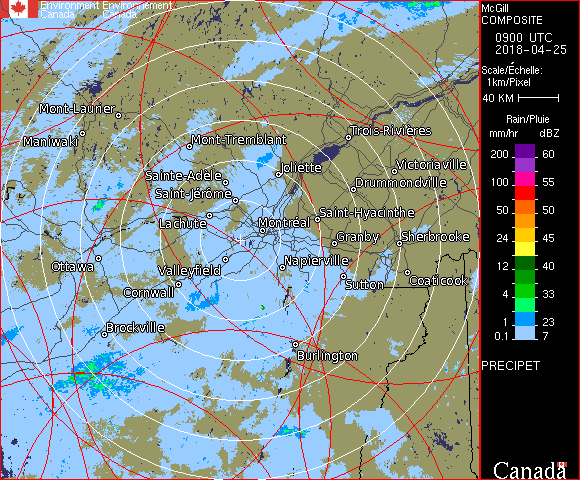 Environment Environnement
Canada Canada
McGill
COMPOSITE
0900 UTC
2018-04-25
Scale/Échelle:
1km/Pixel
40 KM
Rain/Pluie
mm/hr dBZ
200 60
100 55
50 50
24 45
12 40
4 33
1 23
0.1 7
PRECIPET
Canada
Mont-Laurier
Maniwaki
Mont-Tremblant
Trois-Rivières
Sainte-Adèle
Joliette
Victoriaville
Saint-Jérôme
Drummondville
Lachute
Montréal
Saint-Hyacinthe
Granby
Sherbrooke
Ottawa
Valleyfield
Napierville
Cornwall
Sutton
Coaticook
Brockville
Burlington